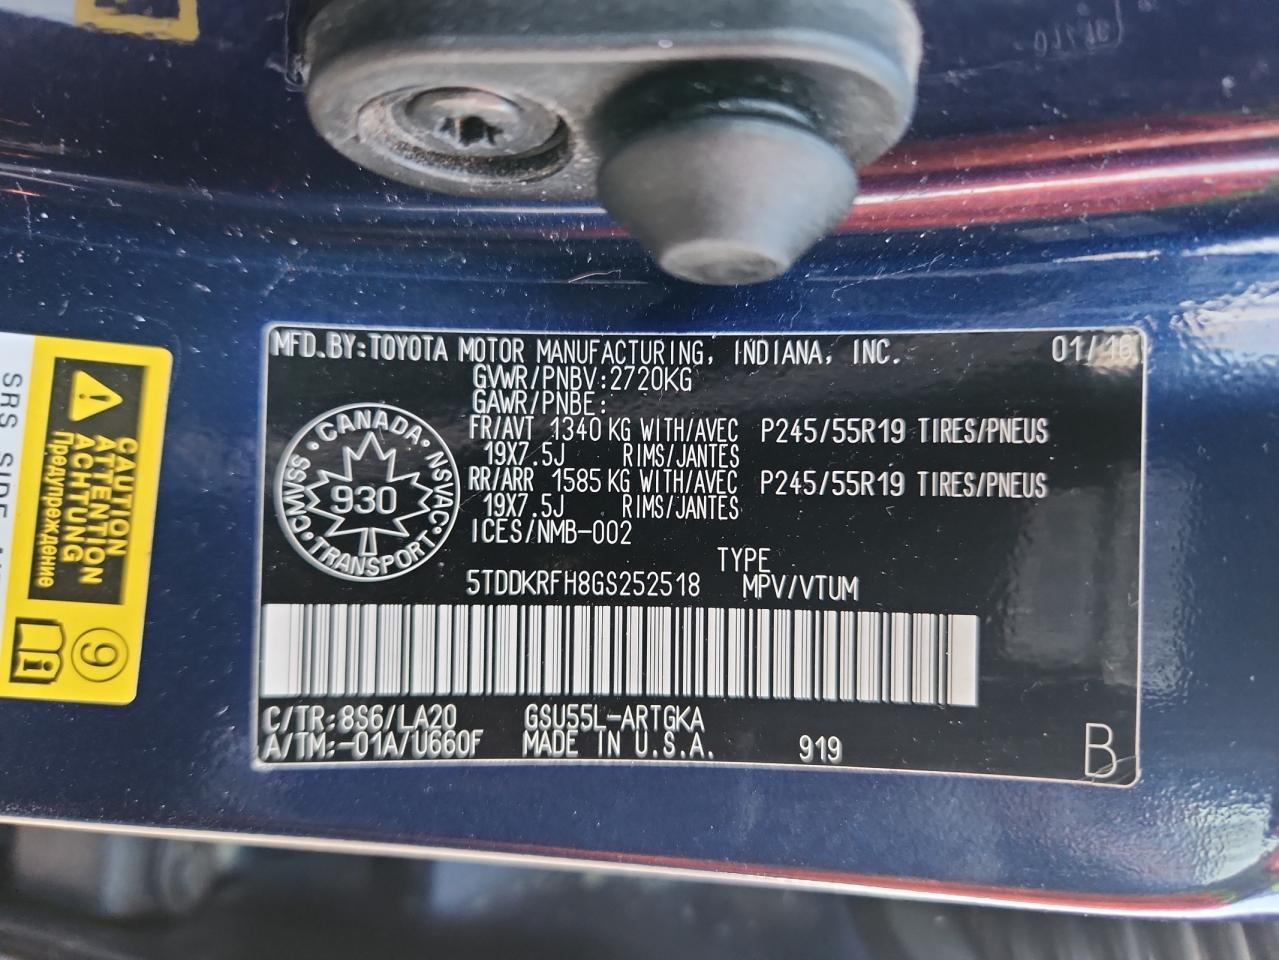 MFD.BY:TOYOTA MOTOR MANUFACTURING, INDIANA, INC. 01/16
GVWR/PNBV:2720KG
GAWR/PNBE:
FR/AVT 1340 KG WITH/AVEC P245/55R19 TIRES/PNEUS
19X7.5J RIMS/JANTES
RR/ARR 1585 KG WITH/AVEC P245/55R19 TIRES/PNEUS
19X7.5J RIMS/JANTES
ICES/NMB-002
CANADA
CMVSS NSVAC
930
TRANSPORT
TYPE
5TDDKRFH8GS252518 MPV/VTUM
C/TR:8S6/LA20 GSU55L-ARTGKA
A/TM:-01A/U660F MADE IN U.S.A. 919 B
CAUTION
ATTENTION
ACHTUNG
Предупреждение
9
SRS SIDE